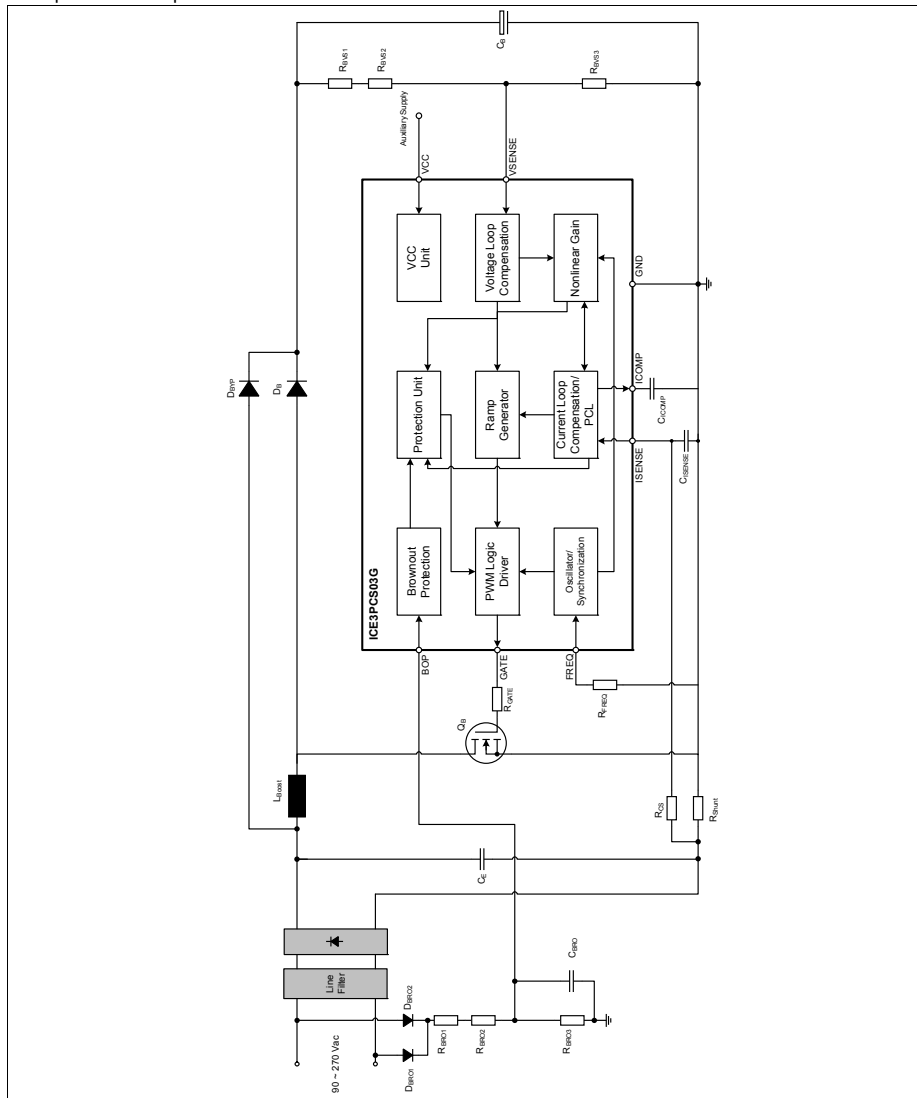 C_B
R_BVS1
R_BVS2
R_BVS3
Auxiliary Supply
VCC
VSENSE
VCC
Unit
Voltage Loop
Compensation
Nonlinear Gain
GND
D_BYP
D_B
Protection Unit
Ramp
Generator
Current Loop
Compensation/
PCL
ICOMP
C_ICOMP
ISENSE
C_ISENSE
ICE3PCS03G
Brownout
Protection
PWM Logic
Driver
Oscillator/
Synchronization
BOP
GATE
FREQ
R_GATE
R_FREQ
Q_B
L_Boost
R_CS
R_Shunt
C_E
Line
Filter
90 ~ 270 Vac
D_BRO2
D_BRO1
R_BRO1
R_BRO2
R_BRO3
C_BRO